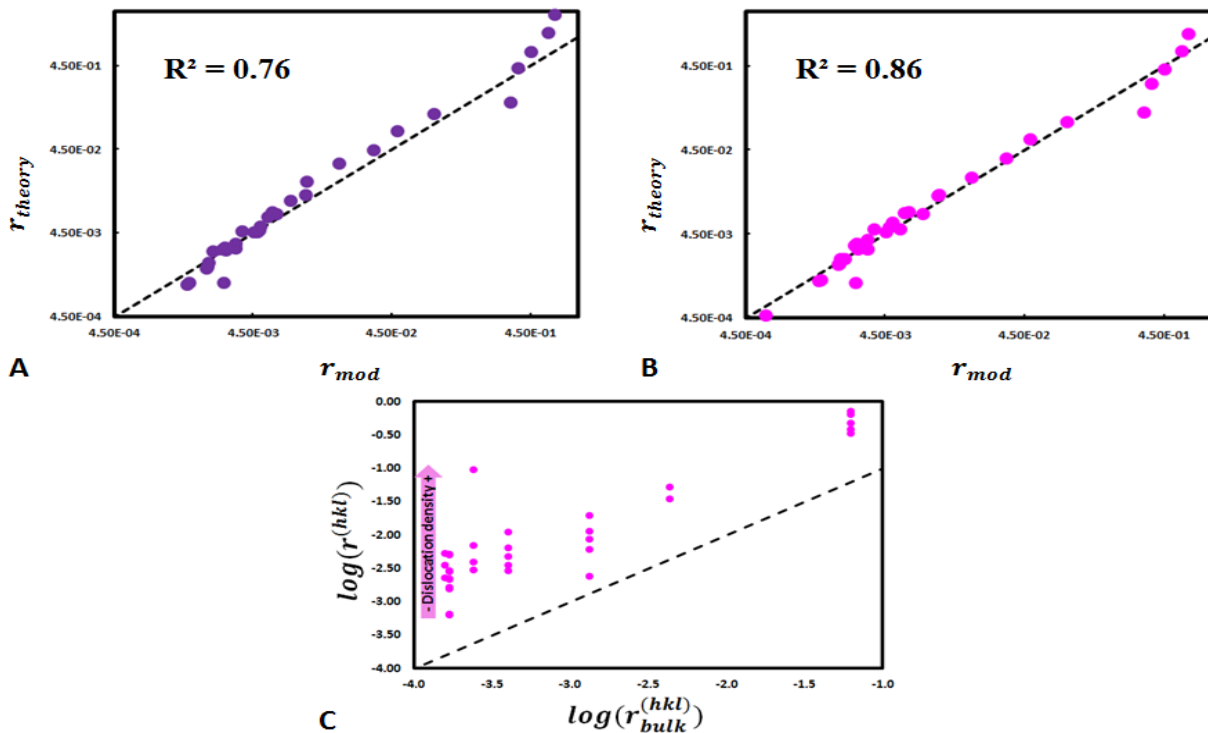 R² = 0.76
4.50E-01
4.50E-02
4.50E-03
4.50E-04
r_theory
4.50E-04 4.50E-03 4.50E-02 4.50E-01
A
r_mod
R² = 0.86
4.50E-01
4.50E-02
4.50E-03
4.50E-04
r_theory
4.50E-04 4.50E-03 4.50E-02 4.50E-01
B
r_mod
0.00
-0.50
-1.00
-1.50
-2.00
-2.50
-3.00
-3.50
-4.00
log(r^(hkl))
- Dislocation density +
-4.0 -3.5 -3.0 -2.5 -2.0 -1.5 -1.0
C
log(r_bulk^(hkl))